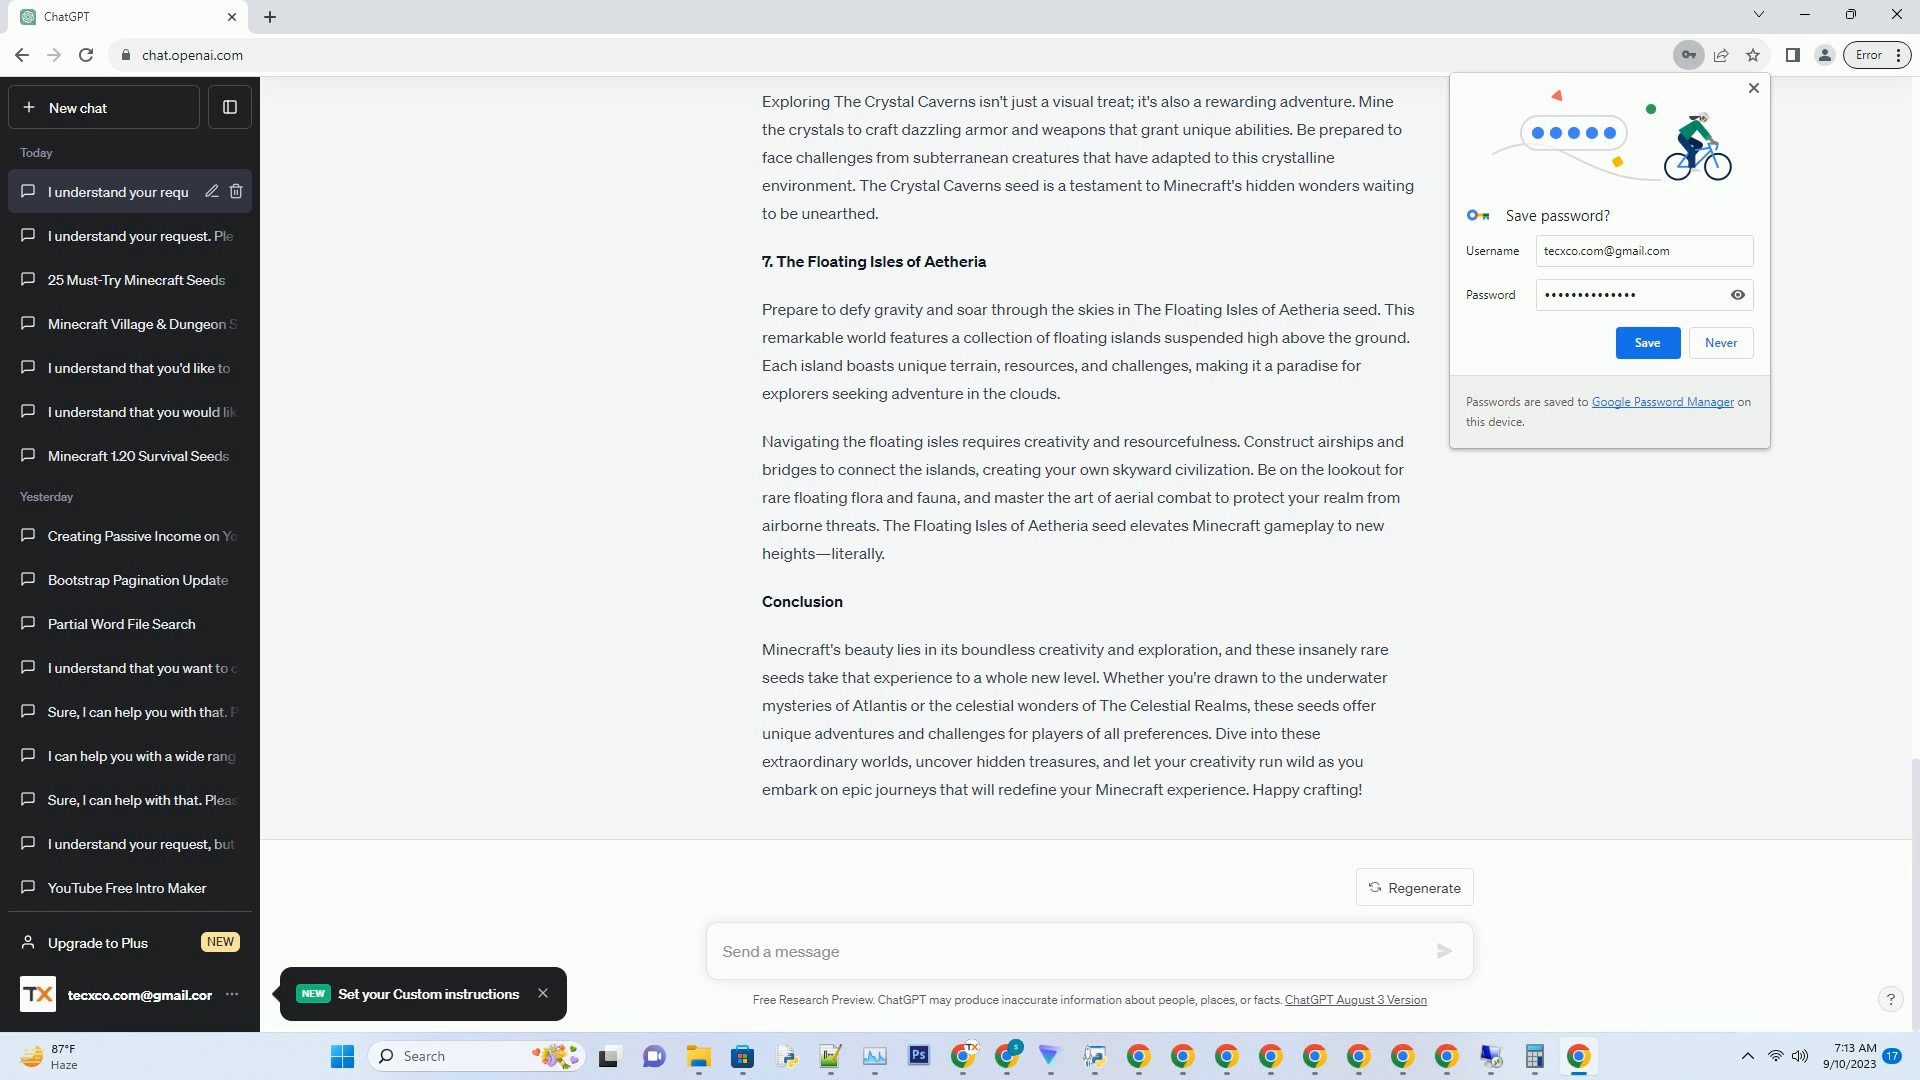 ChatGPT
chat.openai.com
Error
New chat
Today
I understand your requ
I understand your request. Ple
25 Must-Try Minecraft Seeds
Minecraft Village & Dungeon S
I understand that you'd like to
I understand that you would lik
Minecraft 1.20 Survival Seeds
Yesterday
Creating Passive Income on Yo
Bootstrap Pagination Update
Partial Word File Search
I understand that you want to c
Sure, I can help you with that. P
I can help you with a wide rang
Sure, I can help with that. Pleas
I understand your request, but
YouTube Free Intro Maker
Upgrade to Plus NEW
TX tecxco.com@gmail.cor
Exploring The Crystal Caverns isn't just a visual treat; it's also a rewarding adventure. Mine
the crystals to craft dazzling armor and weapons that grant unique abilities. Be prepared to
face challenges from subterranean creatures that have adapted to this crystalline
environment. The Crystal Caverns seed is a testament to Minecraft's hidden wonders waiting
to be unearthed.
7. The Floating Isles of Aetheria
Prepare to defy gravity and soar through the skies in The Floating Isles of Aetheria seed. This
remarkable world features a collection of floating islands suspended high above the ground.
Each island boasts unique terrain, resources, and challenges, making it a paradise for
explorers seeking adventure in the clouds.
Navigating the floating isles requires creativity and resourcefulness. Construct airships and
bridges to connect the islands, creating your own skyward civilization. Be on the lookout for
rare floating flora and fauna, and master the art of aerial combat to protect your realm from
airborne threats. The Floating Isles of Aetheria seed elevates Minecraft gameplay to new
heights—literally.
Conclusion
Minecraft's beauty lies in its boundless creativity and exploration, and these insanely rare
seeds take that experience to a whole new level. Whether you're drawn to the underwater
mysteries of Atlantis or the celestial wonders of The Celestial Realms, these seeds offer
unique adventures and challenges for players of all preferences. Dive into these
extraordinary worlds, uncover hidden treasures, and let your creativity run wild as you
embark on epic journeys that will redefine your Minecraft experience. Happy crafting!
Save password?
Username tecxco.com@gmail.com
Password ••••••••••••••
Save Never
Passwords are saved to Google Password Manager on
this device.
Regenerate
Send a message
NEW Set your Custom instructions
Free Research Preview. ChatGPT may produce inaccurate information about people, places, or facts. ChatGPT August 3 Version
?
87°F
Haze
Search
Ps
TX
s
7:13 AM
9/10/2023
17